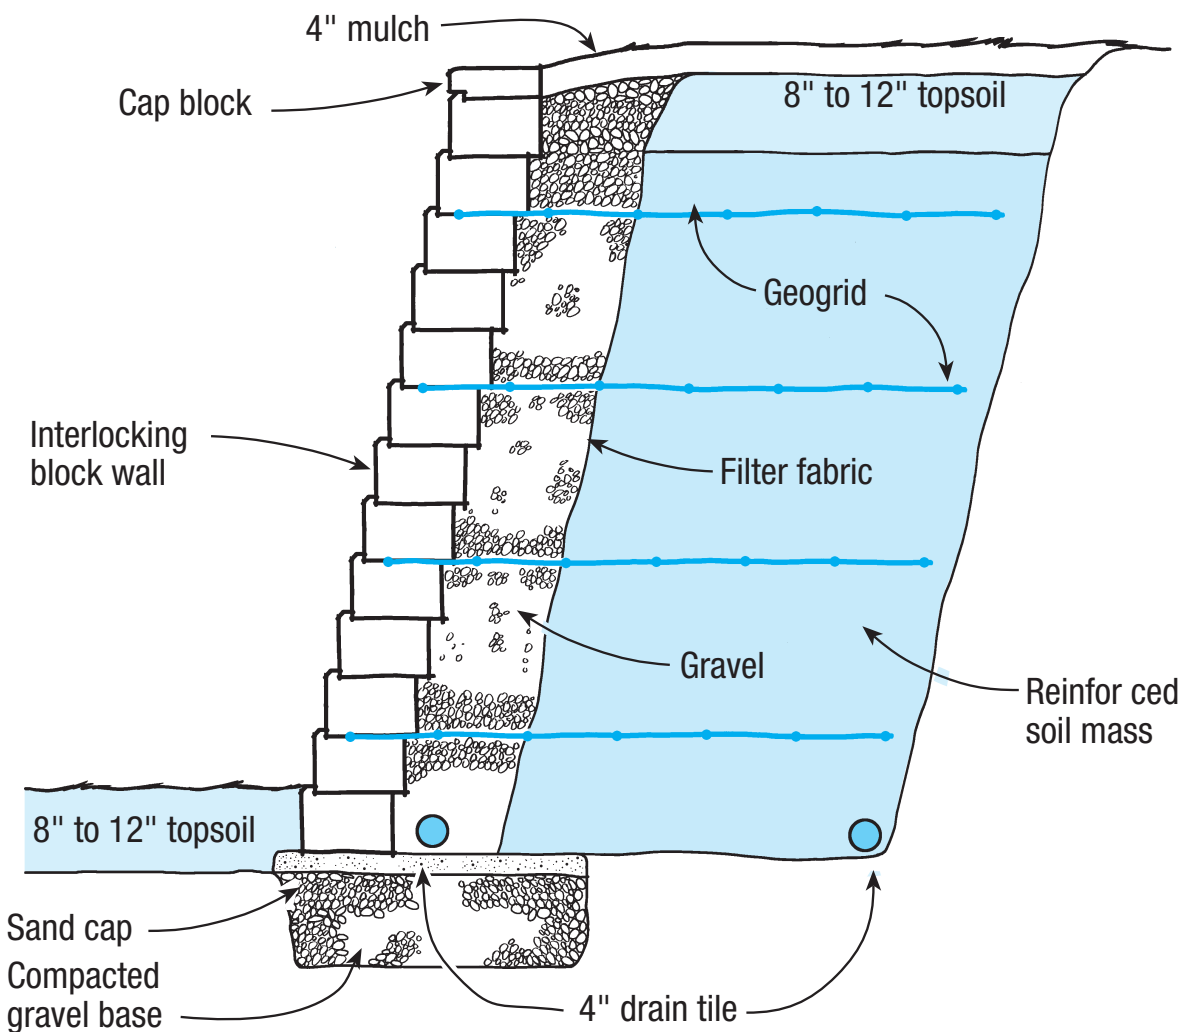 4" mulch
Cap block
8" to 12" topsoil
Geogrid
Interlocking
block wall
Filter fabric
Gravel
Reinfor ced
soil mass
8" to 12" topsoil
Sand cap
Compacted
gravel base
4" drain tile